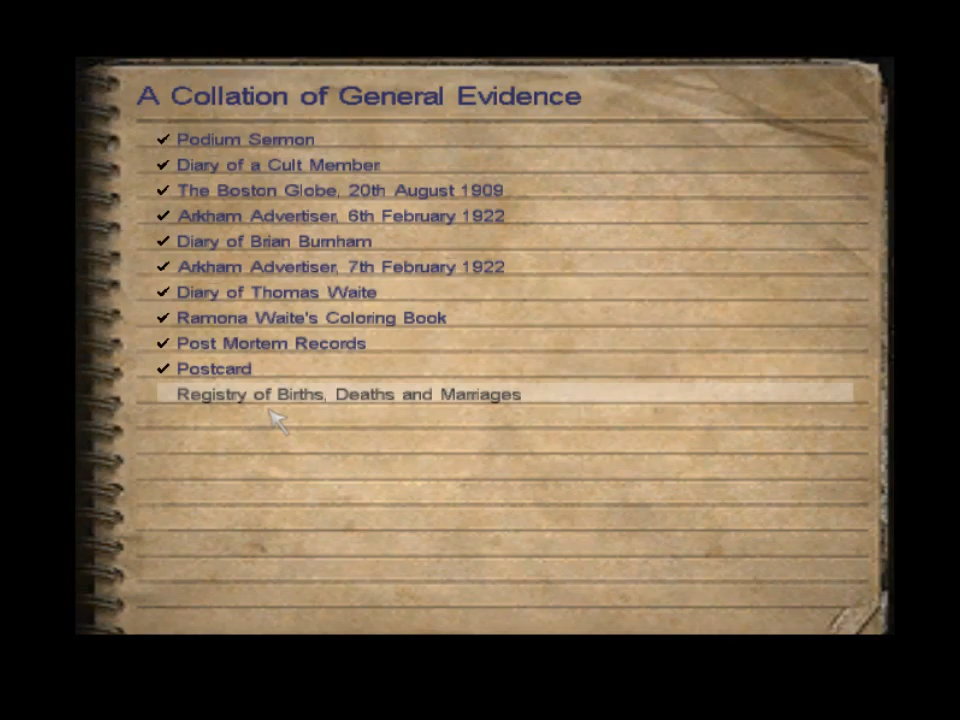 A Collation of General Evidence
Podium Sermon
Diary of a Cult Member
The Boston Globe, 20th August 1909
Arkham Advertiser, 6th February 1922
Diary of Brian Burnham
Arkham Advertiser, 7th February 1922
Diary of Thomas Waite
Ramona Waite's Coloring Book
Post Mortem Records
Postcard
Registry of Births, Deaths and Marriages